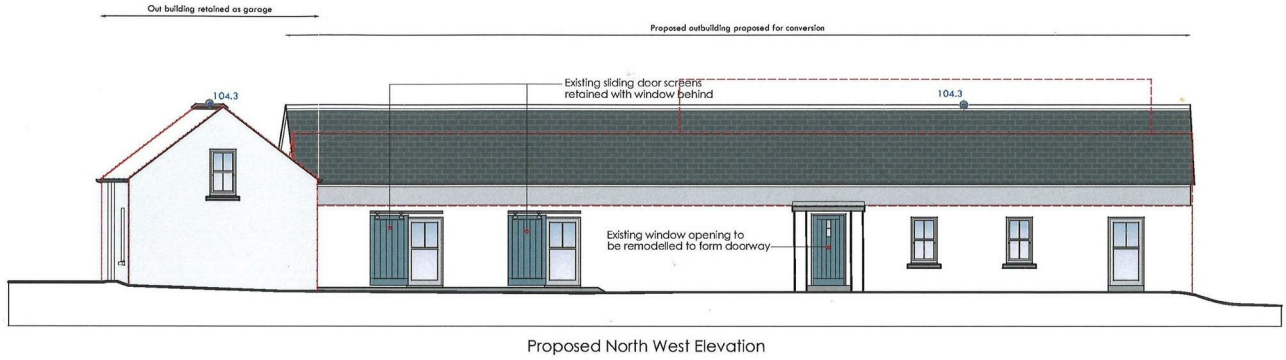 Out building retained as garage
Proposed outbuilding proposed for conversion
Existing sliding door screens
retained with window behind
104.3
104.3
Existing window opening to
be remodelled to form doorway
Proposed North West Elevation